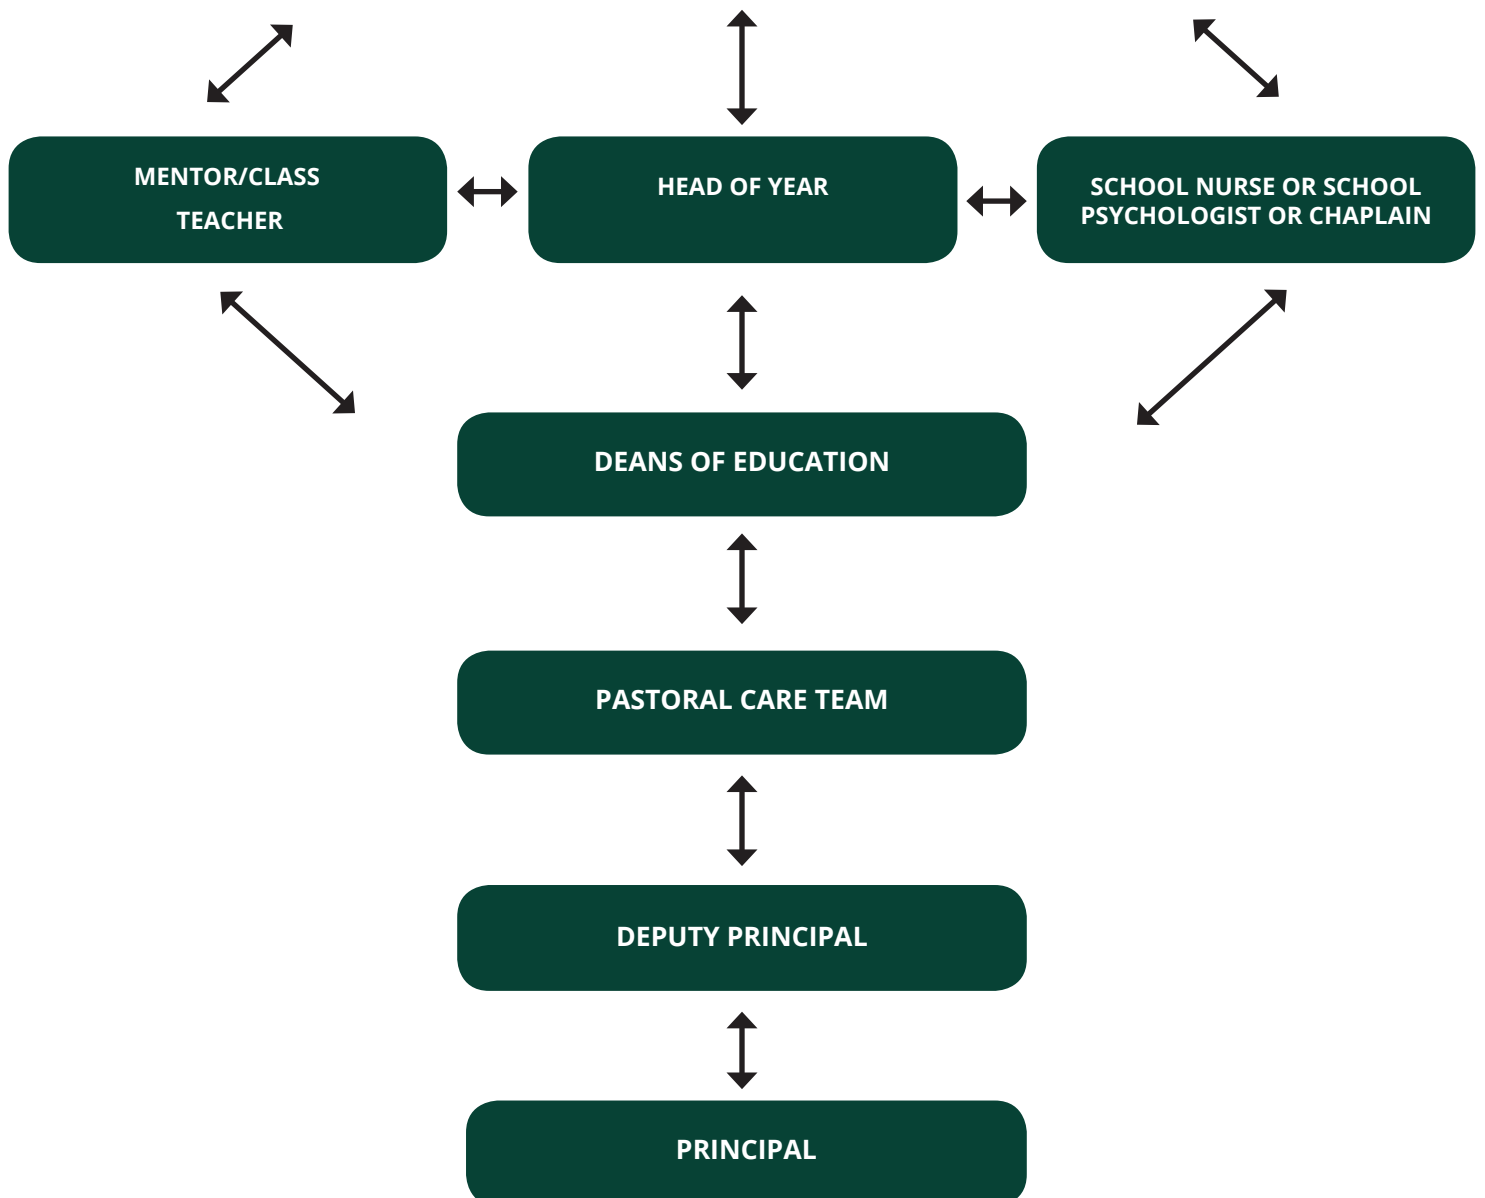 MENTOR/CLASS
TEACHER
HEAD OF YEAR
SCHOOL NURSE OR SCHOOL
PSYCHOLOGIST OR CHAPLAIN
DEANS OF EDUCATION
PASTORAL CARE TEAM
DEPUTY PRINCIPAL
PRINCIPAL